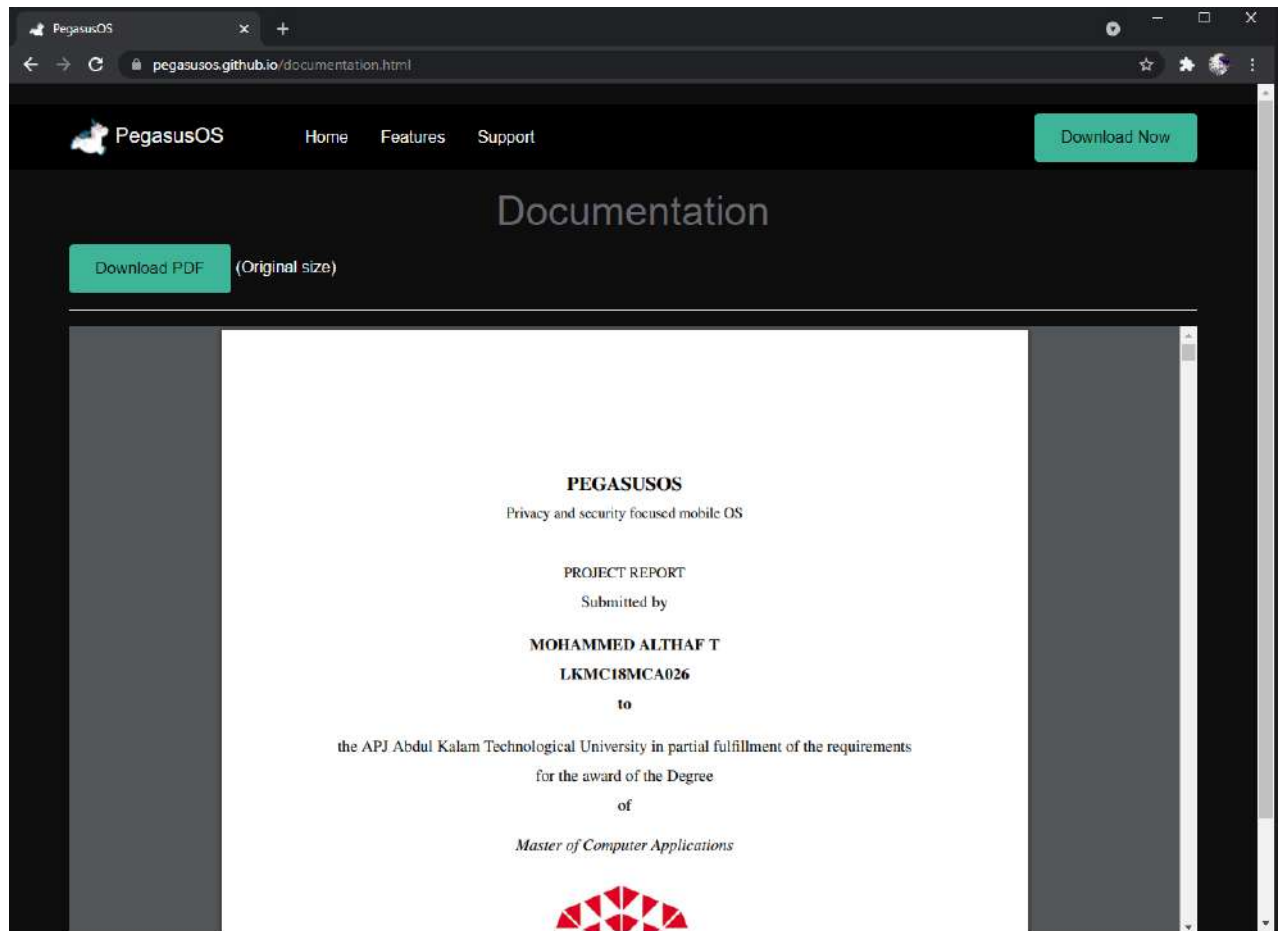 PegasusOS
pegasusos.github.io/documentation.html
PegasusOS Home Features Support Download Now
Documentation
Download PDF (Original size)
PEGASUSOS
Privacy and security focused mobile OS
PROJECT REPORT
Submitted by
MOHAMMED ALTHAF T
LKMC18MCA026
to
the APJ Abdul Kalam Technological University in partial fulfillment of the requirements
for the award of the Degree
of
Master of Computer Applications